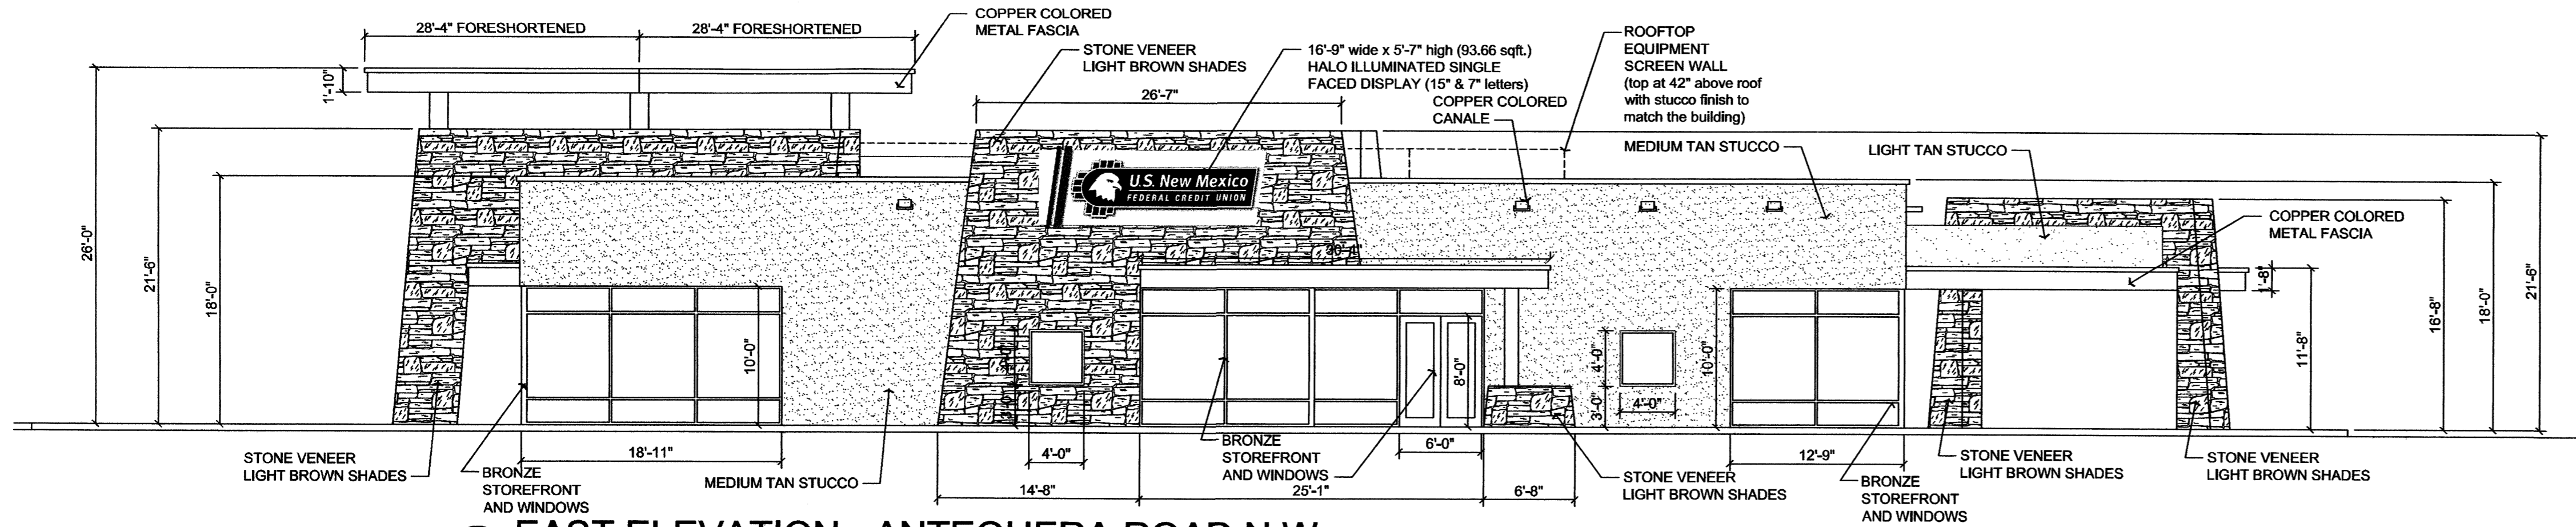 28'-4" FORESHORTENED
28'-4" FORESHORTENED
COPPER COLORED
METAL FASCIA
STONE VENEER
LIGHT BROWN SHADES
16'-9" wide x 5'-7" high (93.66 sqft.)
HALO ILLUMINATED SINGLE
FACED DISPLAY (15" & 7" letters)
COPPER COLORED
CANALE
ROOFTOP
EQUIPMENT
SCREEN WALL
(top at 42" above roof
with stucco finish to
match the building)
MEDIUM TAN STUCCO
LIGHT TAN STUCCO
COPPER COLORED
METAL FASCIA
1'-10"
26'-7"
26'-0"
21'-6"
18'-0"
U.S. New Mexico
FEDERAL CREDIT UNION
10'-0"
3'-0"
8'-0"
4'-0"
3'-0"
4'-0"
10'-0"
1'-8"
11'-8"
16'-8"
18'-0"
21'-6"
STONE VENEER
LIGHT BROWN SHADES
18'-11"
BRONZE
STOREFRONT
AND WINDOWS
MEDIUM TAN STUCCO
4'-0"
14'-8"
BRONZE
STOREFRONT
AND WINDOWS
6'-0"
25'-1"
6'-8"
STONE VENEER
LIGHT BROWN SHADES
12'-9"
BRONZE
STOREFRONT
AND WINDOWS
STONE VENEER
LIGHT BROWN SHADES
STONE VENEER
LIGHT BROWN SHADES
EAST ELEVATION - ANTEQUERA ROAD N.W.